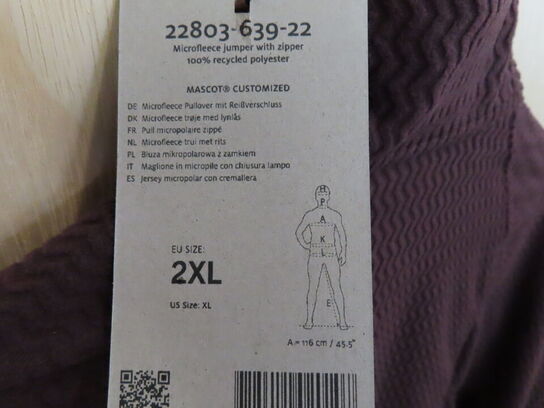 22803-639-22
Microfleece jumper with zipper
100% recycled polyester
MASCOT® CUSTOMIZED
DE Microfleece Pullover mit Reißverschluss
DK Microfleece trøje med lynlås
FR Pull micropolaire zippé
NL Microfleece trui met rits
PL Bluza mikropolarowa z zamkiem
IT Maglione in micropile con chiusura lampo
ES Jersey micropolar con cremallera
H
P
A
K
L
E
EU SIZE:
2XL
US Size: XL
A = 116 cm / 45.5"